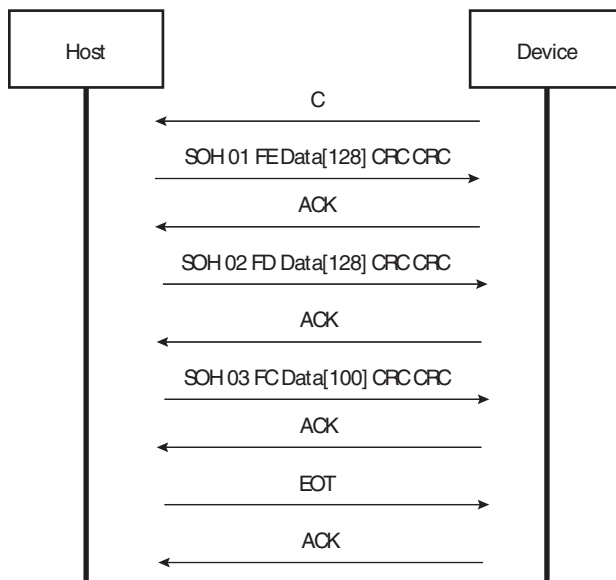 Host
Device
C
SOH 01 FE Data[128] CRC CRC
ACK
SOH 02 FD Data[128] CRC CRC
ACK
SOH 03 FC Data[100] CRC CRC
ACK
EOT
ACK